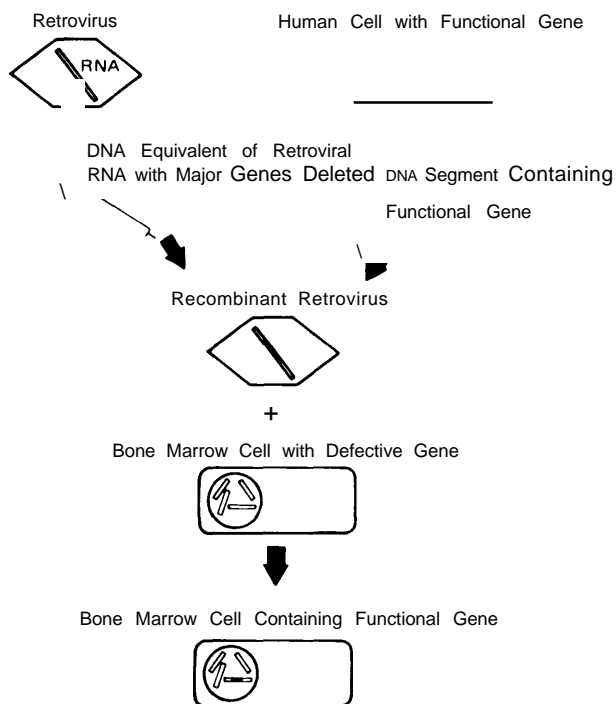 Retrovirus
Human Cell with Functional Gene
RNA
DNA Equivalent of Retroviral
RNA with Major Genes Deleted
DNA Segment Containing
Functional Gene
Recombinant Retrovirus
+
Bone Marrow Cell with Defective Gene
Bone Marrow Cell Containing Functional Gene